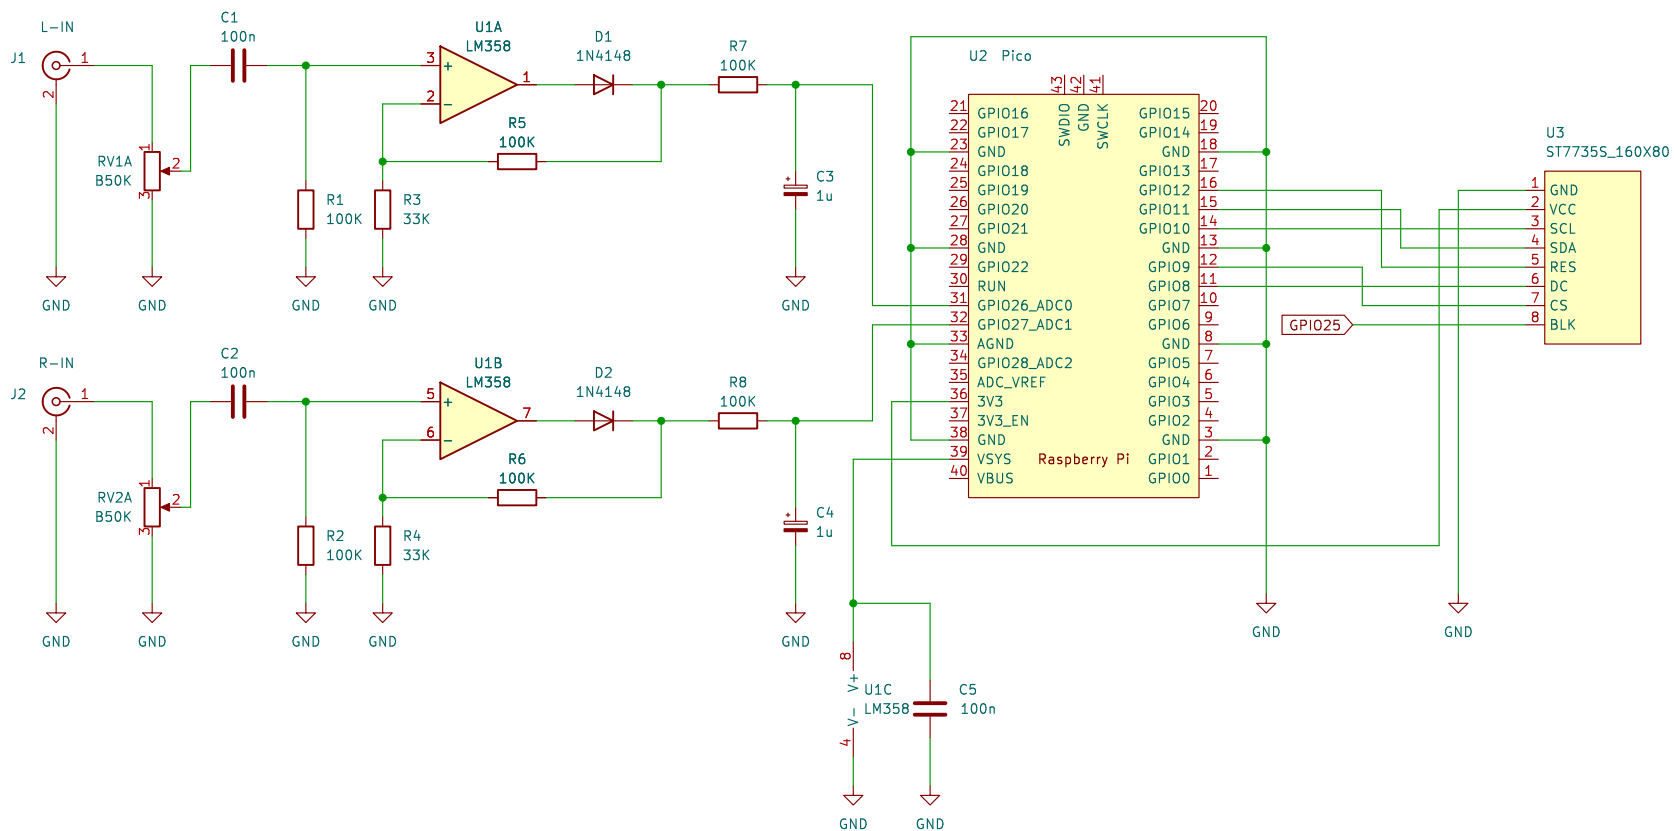 L-IN
J1
1
2
RV1A
B50K
1
2
3
GND
GND
C1
100n
R1
100K
GND
R3
33K
GND
U1A
LM358
3
+
2
−
1
R5
100K
D1
1N4148
R7
100K
C3
1u
+
GND
R-IN
J2
1
2
RV2A
B50K
1
2
3
GND
GND
C2
100n
R2
100K
GND
R4
33K
GND
U1B
LM358
5
+
6
−
7
R6
100K
D2
1N4148
R8
100K
C4
1u
+
GND
U2 Pico
43 42 41
SWDIO
GND
SWCLK
21 GPIO16
22 GPIO17
23 GND
24 GPIO18
25 GPIO19
26 GPIO20
27 GPIO21
28 GND
29 GPIO22
30 RUN
31 GPIO26_ADC0
32 GPIO27_ADC1
33 AGND
34 GPIO28_ADC2
35 ADC_VREF
36 3V3
37 3V3_EN
38 GND
39 VSYS
40 VBUS
Raspberry Pi
GPIO15 20
GPIO14 19
GND 18
GPIO13 17
GPIO12 16
GPIO11 15
GPIO10 14
GND 13
GPIO9 12
GPIO8 11
GPIO7 10
GPIO6 9
GND 8
GPIO5 7
GPIO4 6
GPIO3 5
GPIO2 4
GND 3
GPIO1 2
GPIO0 1
GND
GND
GPIO25
U3
ST7735S_160X80
1 GND
2 VCC
3 SCL
4 SDA
5 RES
6 DC
7 CS
8 BLK
8
V+
V−
4
U1C
LM358
C5
100n
GND
GND